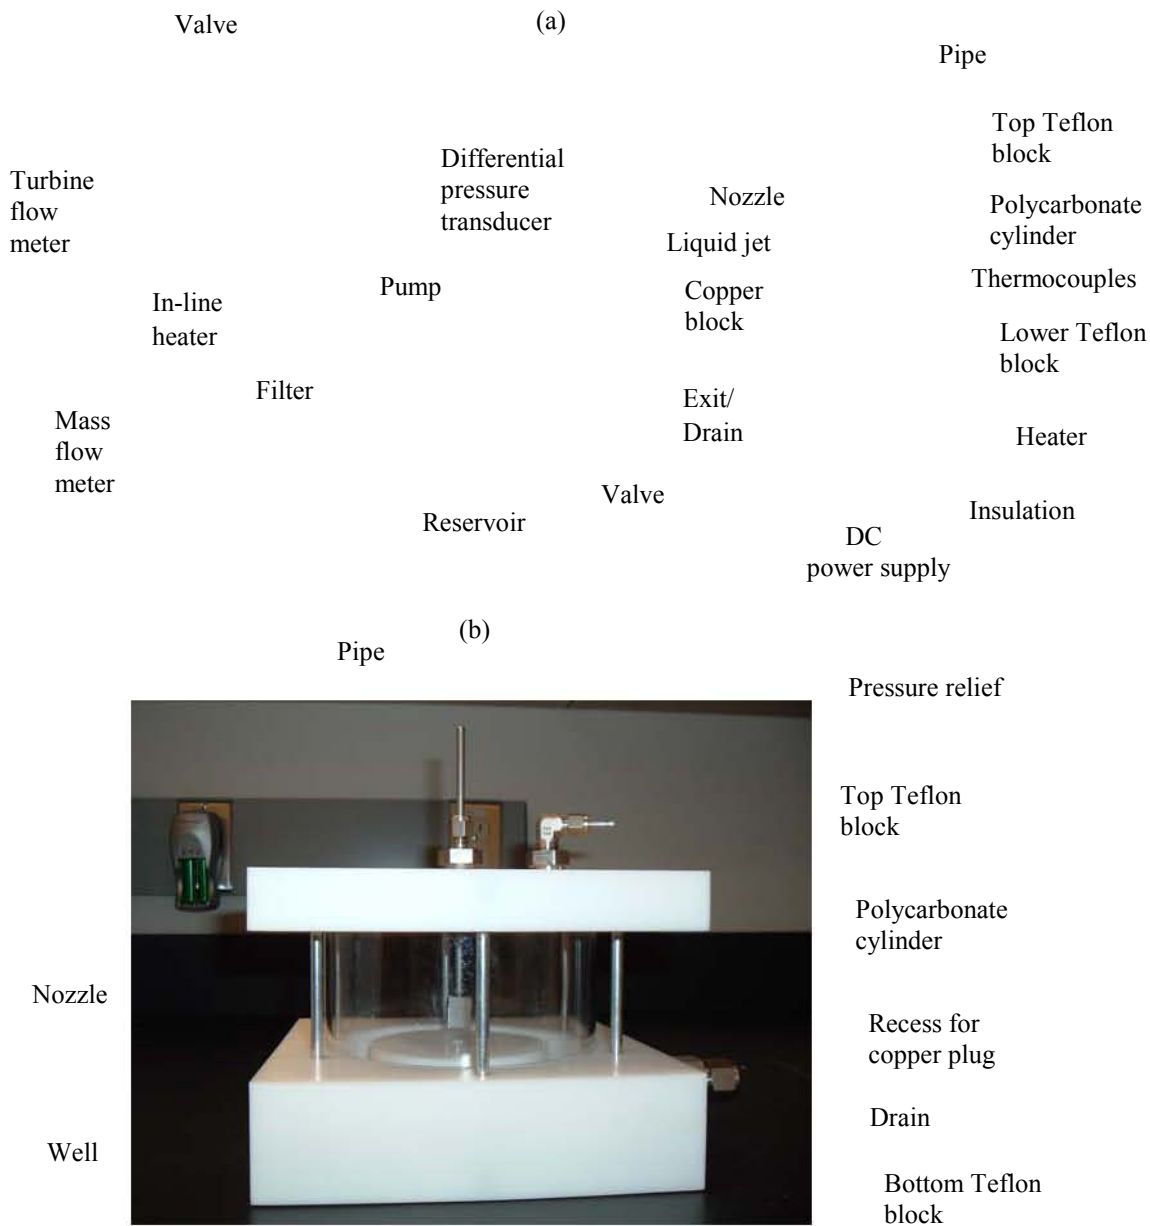 Valve
(a)
Pipe
Top Teflon
block
Differential
pressure
transducer
Turbine
flow
meter
Nozzle
Polycarbonate
cylinder
Liquid jet
Thermocouples
Pump
Copper
block
In-line
heater
Lower Teflon
block
Filter
Exit/
Drain
Mass
flow
meter
Heater
Valve
Insulation
Reservoir
DC
power supply
(b)
Pipe
Pressure relief
Top Teflon
block
Polycarbonate
cylinder
Nozzle
Recess for
copper plug
Drain
Well
Bottom Teflon
block